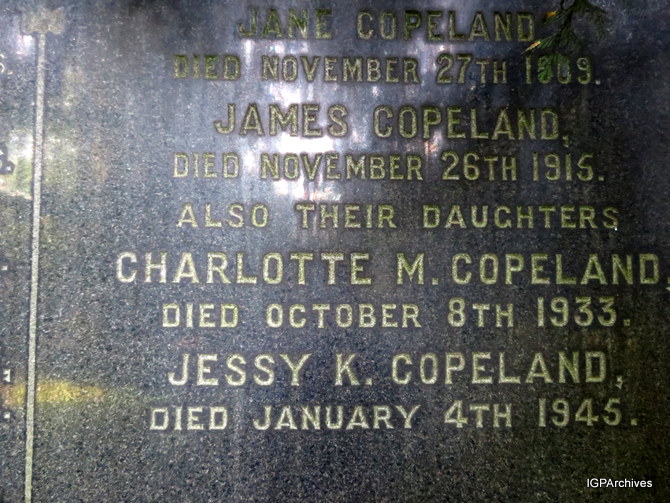 JANE COPELAND
DIED NOVEMBER 27TH 1909.
JAMES COPELAND,
DIED NOVEMBER 26TH 1915.
ALSO THEIR DAUGHTERS
CHARLOTTE M. COPELAND,
DIED OCTOBER 8TH 1933.
JESSY K. COPELAND,
DIED JANUARY 4TH 1945.
IGPArchives